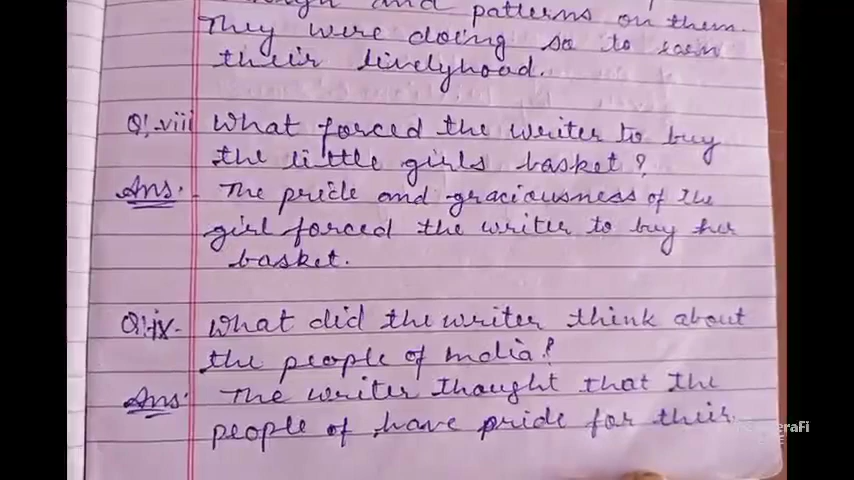 and patterns on them.
They were doing so to earn
their livelyhood.
Q!-viii What forced the writer to buy
the little girls basket?
Ans:- The pride and graciousness of the
girl forced the writer to buy her
basket.
Q!ix- What did the writer think about
the people of India?
Ans: The writer thought that the
people of have pride for their